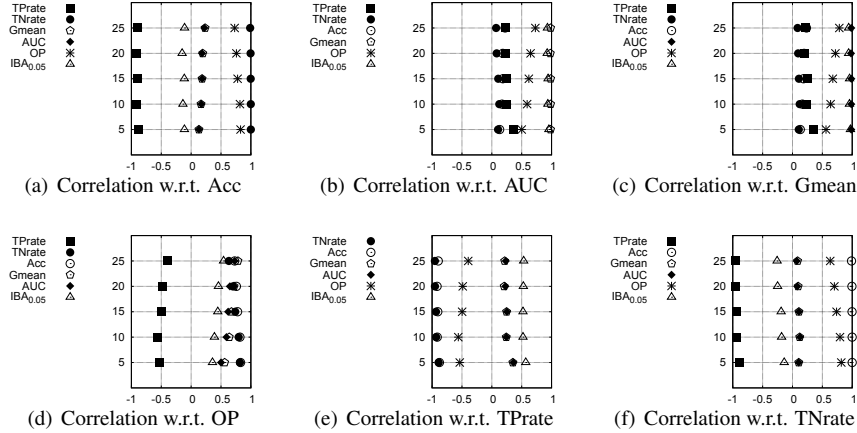 TPrate
TNrate
Gmean
AUC
OP
IBA0.05
25
20
15
10
5
-1 -0.5 0 0.5 1
(a) Correlation w.r.t. Acc
TPrate
TNrate
Acc
Gmean
OP
IBA0.05
25
20
15
10
5
-1 -0.5 0 0.5 1
(b) Correlation w.r.t. AUC
TPrate
TNrate
Acc
AUC
OP
IBA0.05
25
20
15
10
5
-1 -0.5 0 0.5 1
(c) Correlation w.r.t. Gmean
TPrate
TNrate
Acc
Gmean
AUC
IBA0.05
25
20
15
10
5
-1 -0.5 0 0.5 1
(d) Correlation w.r.t. OP
TNrate
Acc
Gmean
AUC
OP
IBA0.05
25
20
15
10
5
-1 -0.5 0 0.5 1
(e) Correlation w.r.t. TPrate
TPrate
Acc
Gmean
AUC
OP
IBA0.05
25
20
15
10
5
-1 -0.5 0 0.5 1
(f) Correlation w.r.t. TNrate